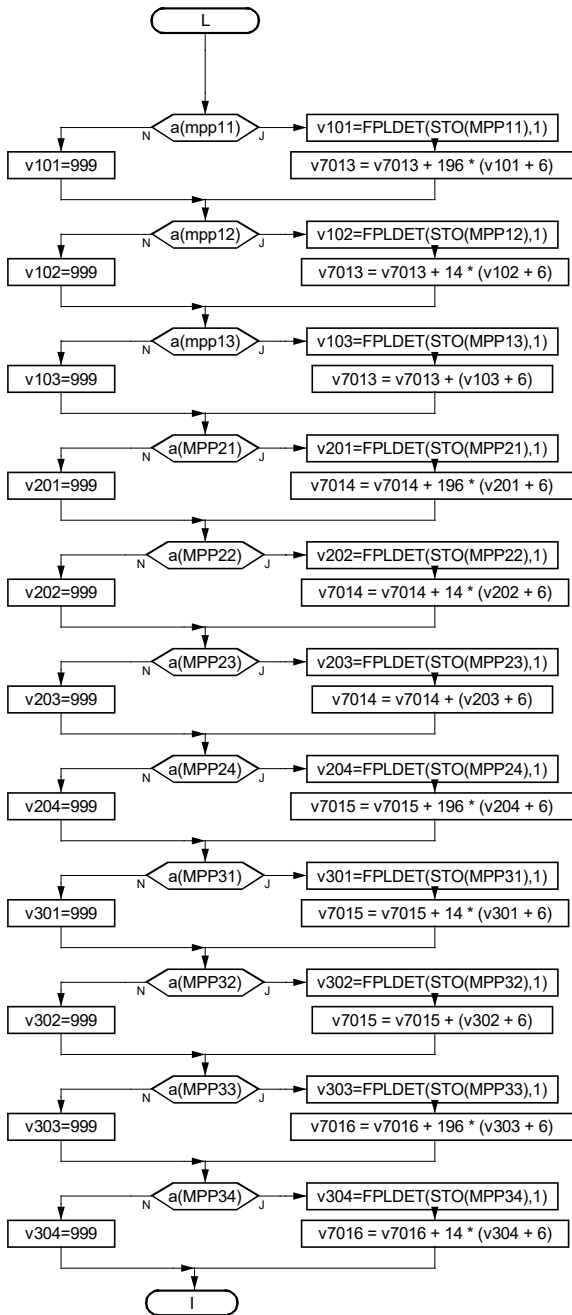 L
a(mpp11)
N
J
v101=FPLDET(STO(MPP11),1)
v101=999
v7013 = v7013 + 196 * (v101 + 6)
a(mpp12)
N
J
v102=FPLDET(STO(MPP12),1)
v102=999
v7013 = v7013 + 14 * (v102 + 6)
a(mpp13)
N
J
v103=FPLDET(STO(MPP13),1)
v103=999
v7013 = v7013 + (v103 + 6)
a(MPP21)
N
J
v201=FPLDET(STO(MPP21),1)
v201=999
v7014 = v7014 + 196 * (v201 + 6)
a(MPP22)
N
J
v202=FPLDET(STO(MPP22),1)
v202=999
v7014 = v7014 + 14 * (v202 + 6)
a(MPP23)
N
J
v203=FPLDET(STO(MPP23),1)
v203=999
v7014 = v7014 + (v203 + 6)
a(MPP24)
N
J
v204=FPLDET(STO(MPP24),1)
v204=999
v7015 = v7015 + 196 * (v204 + 6)
a(MPP31)
N
J
v301=FPLDET(STO(MPP31),1)
v301=999
v7015 = v7015 + 14 * (v301 + 6)
a(MPP32)
N
J
v302=FPLDET(STO(MPP32),1)
v302=999
v7015 = v7015 + (v302 + 6)
a(MPP33)
N
J
v303=FPLDET(STO(MPP33),1)
v303=999
v7016 = v7016 + 196 * (v303 + 6)
a(MPP34)
N
J
v304=FPLDET(STO(MPP34),1)
v304=999
v7016 = v7016 + 14 * (v304 + 6)
I